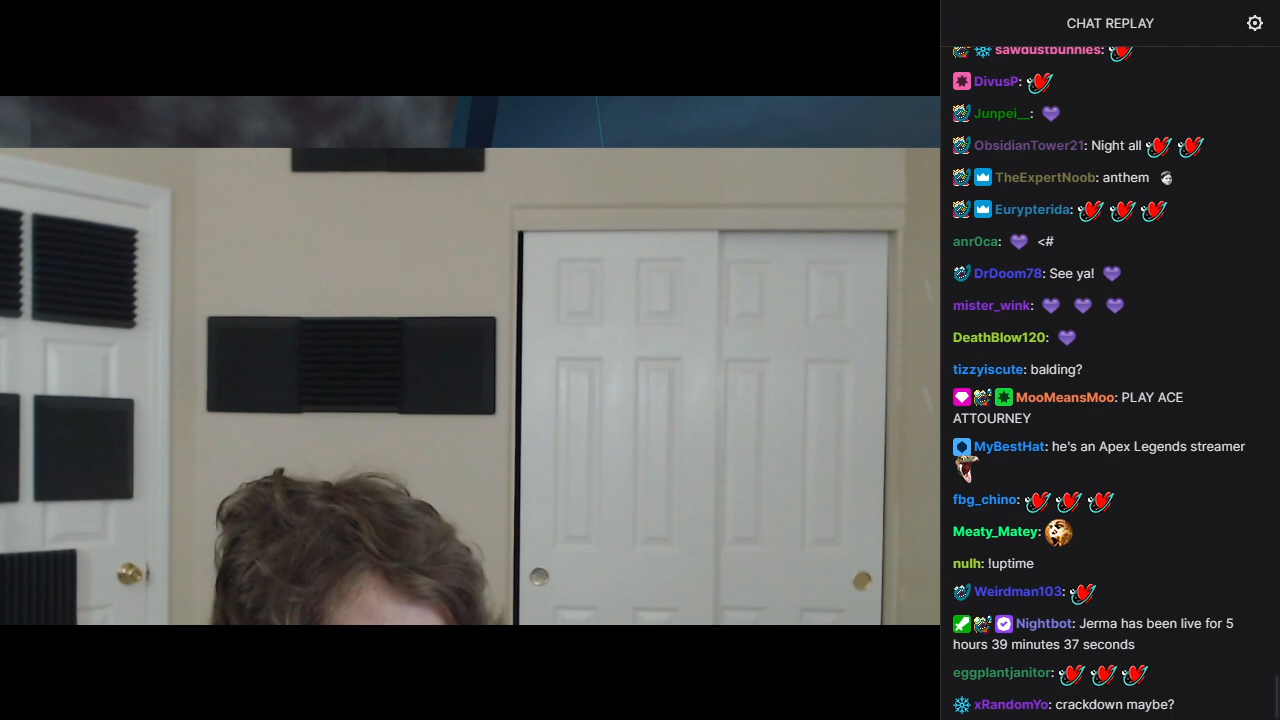 CHAT REPLAY
sawdustbunnies:
DivusP:
Junpei__:
ObsidianTower21: Night all
TheExpertNoob: anthem
Eurypterida:
anr0ca: <#
DrDoom78: See ya!
mister_wink:
DeathBlow120:
tizzyiscute: balding?
MooMeansMoo: PLAY ACE
ATTOURNEY
MyBestHat: he's an Apex Legends streamer
fbg_chino:
Meaty_Matey:
nulh: !uptime
Weirdman103:
Nightbot: Jerma has been live for 5
hours 39 minutes 37 seconds
eggplantjanitor:
xRandomYo: crackdown maybe?